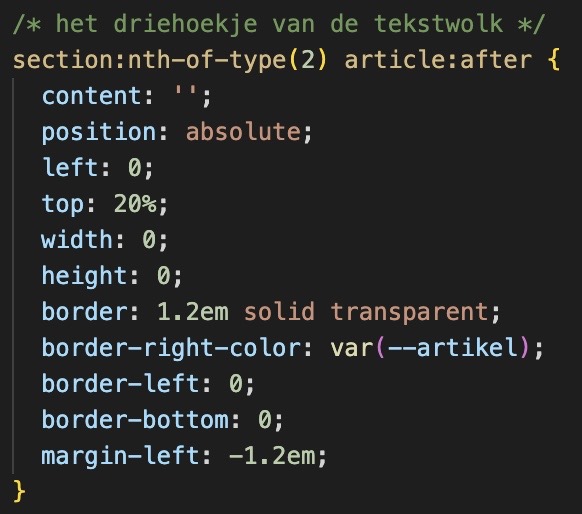 /* het driehoekje van de tekstwolk */
section:nth-of-type(2) article:after {
  content: '';
  position: absolute;
  left: 0;
  top: 20%;
  width: 0;
  height: 0;
  border: 1.2em solid transparent;
  border-right-color: var(--artikel);
  border-left: 0;
  border-bottom: 0;
  margin-left: -1.2em;
}